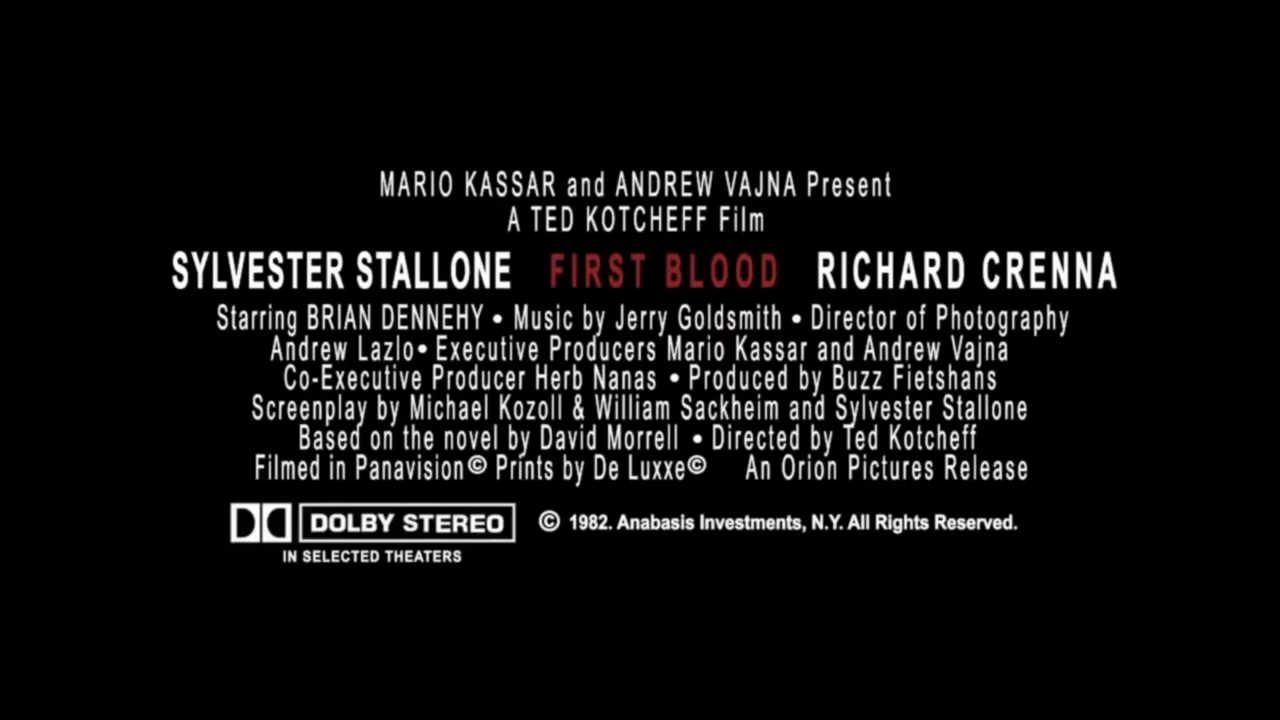 MARIO KASSAR and ANDREW VAJNA Present
A TED KOTCHEFF Film
SYLVESTER STALLONE FIRST BLOOD RICHARD CRENNA
Starring BRIAN DENNEHY • Music by Jerry Goldsmith • Director of Photography
Andrew Lazlo • Executive Producers Mario Kassar and Andrew Vajna
Co-Executive Producer Herb Nanas • Produced by Buzz Fietshans
Screenplay by Michael Kozoll & William Sackheim and Sylvester Stallone
Based on the novel by David Morrell • Directed by Ted Kotcheff
Filmed in Panavision© Prints by De Luxxe© An Orion Pictures Release
DOLBY STEREO © 1982. Anabasis Investments, N.Y. All Rights Reserved.
IN SELECTED THEATERS